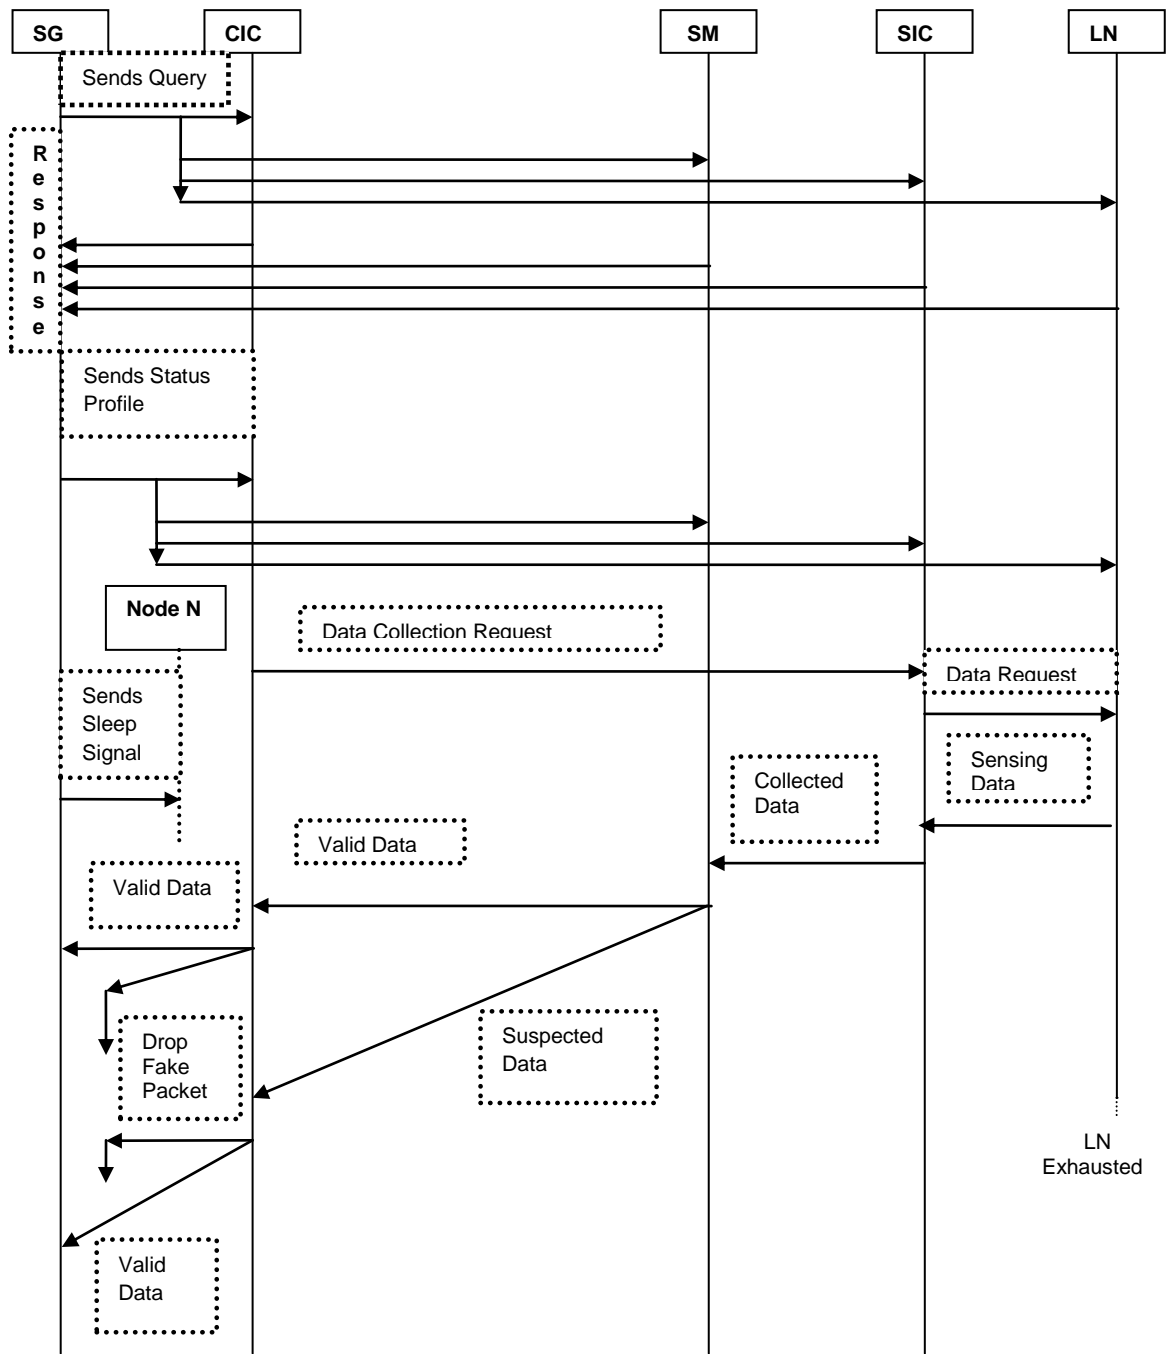 SG
CIC
SM
SIC
LN
Sends Query
Response
Sends Status
Profile
Node N
Data Collection Request
Data Request
Sends
Sleep
Signal
Sensing
Data
Collected
Data
Valid Data
Valid Data
Suspected
Data
Drop
Fake
Packet
LN
Exhausted
Valid
Data